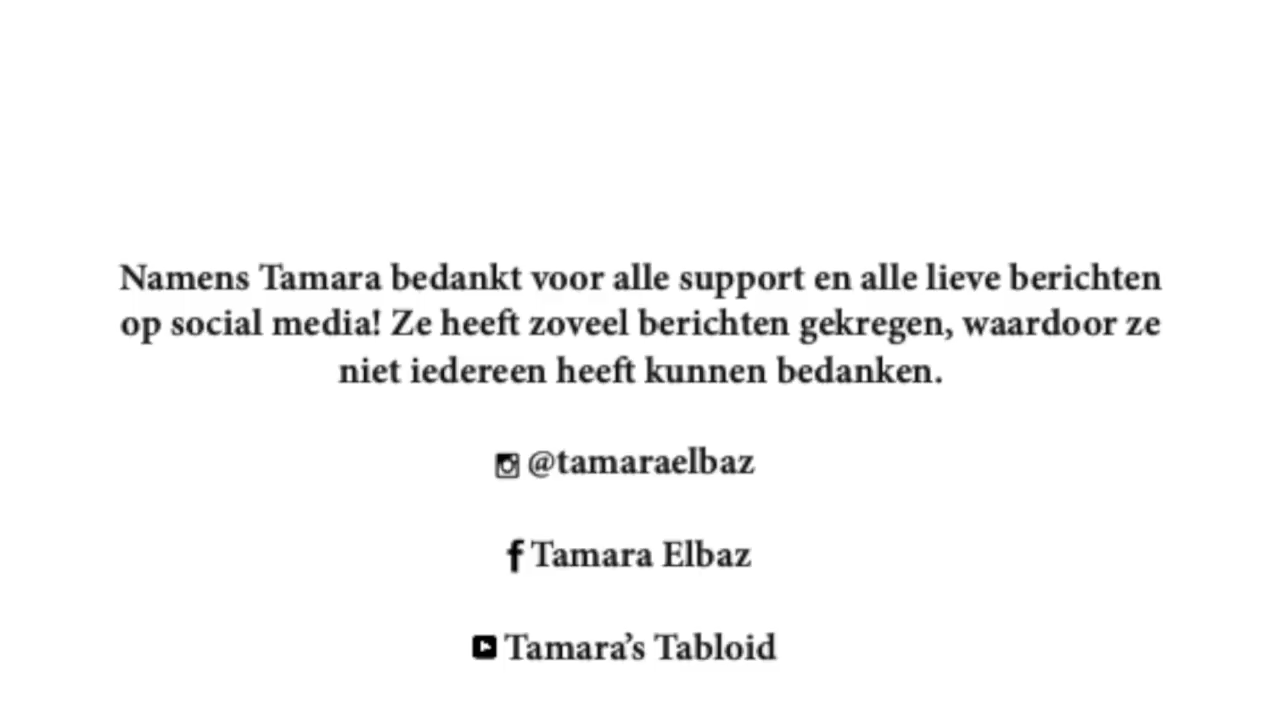 Namens Tamara bedankt voor alle support en alle lieve berichten
op social media! Ze heeft zoveel berichten gekregen, waardoor ze
niet iedereen heeft kunnen bedanken.
@tamaraelbaz
Tamara Elbaz
Tamara’s Tabloid